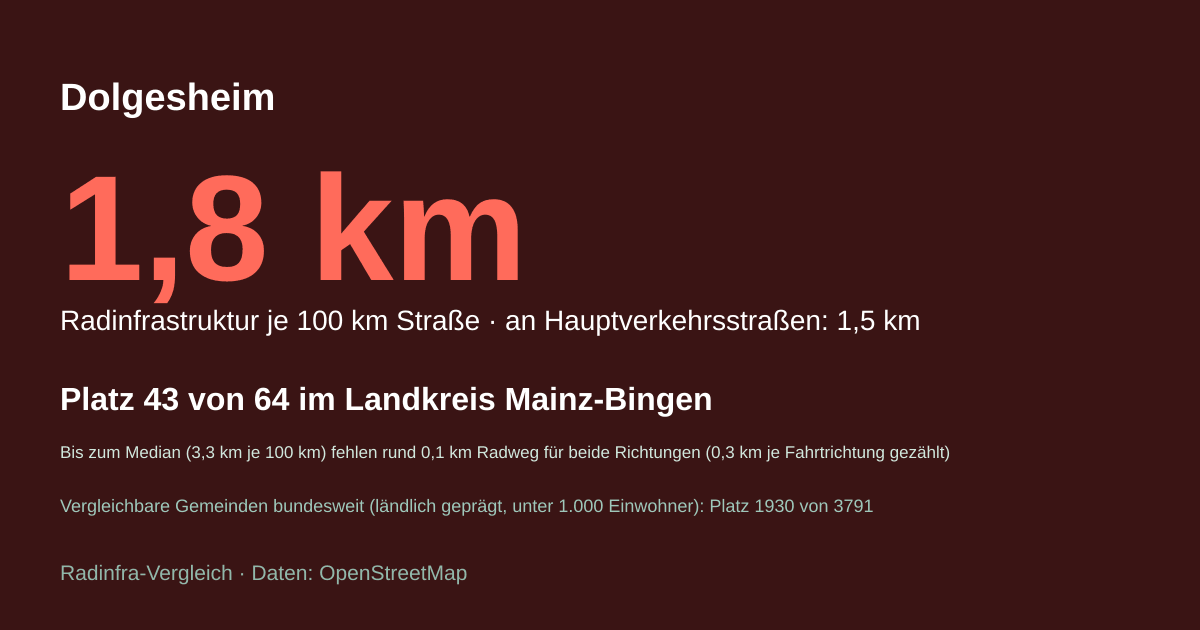 Dolgesheim
1,8 km
Radinfrastruktur je 100 km Straße · an Hauptverkehrsstraßen: 1,5 km
Platz 43 von 64 im Landkreis Mainz-Bingen
Bis zum Median (3,3 km je 100 km) fehlen rund 0,1 km Radweg für beide Richtungen (0,3 km je Fahrtrichtung gezählt)
Vergleichbare Gemeinden bundesweit (ländlich geprägt, unter 1.000 Einwohner): Platz 1930 von 3791
Radinfra-Vergleich · Daten: OpenStreetMap